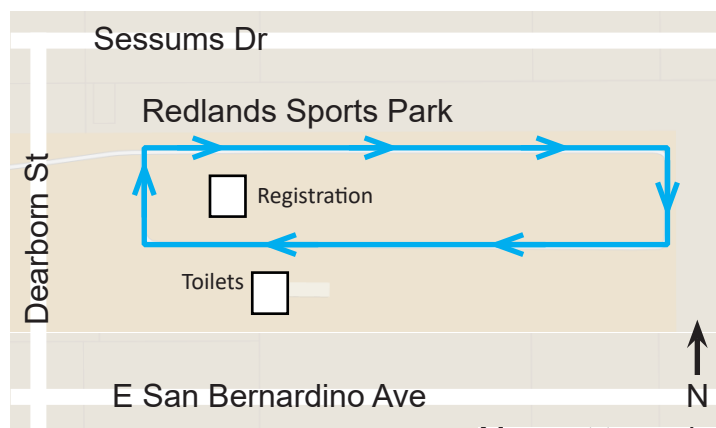 Sessums Dr
Redlands Sports Park
Dearborn St
Registration
Toilets
E San Bernardino Ave
N